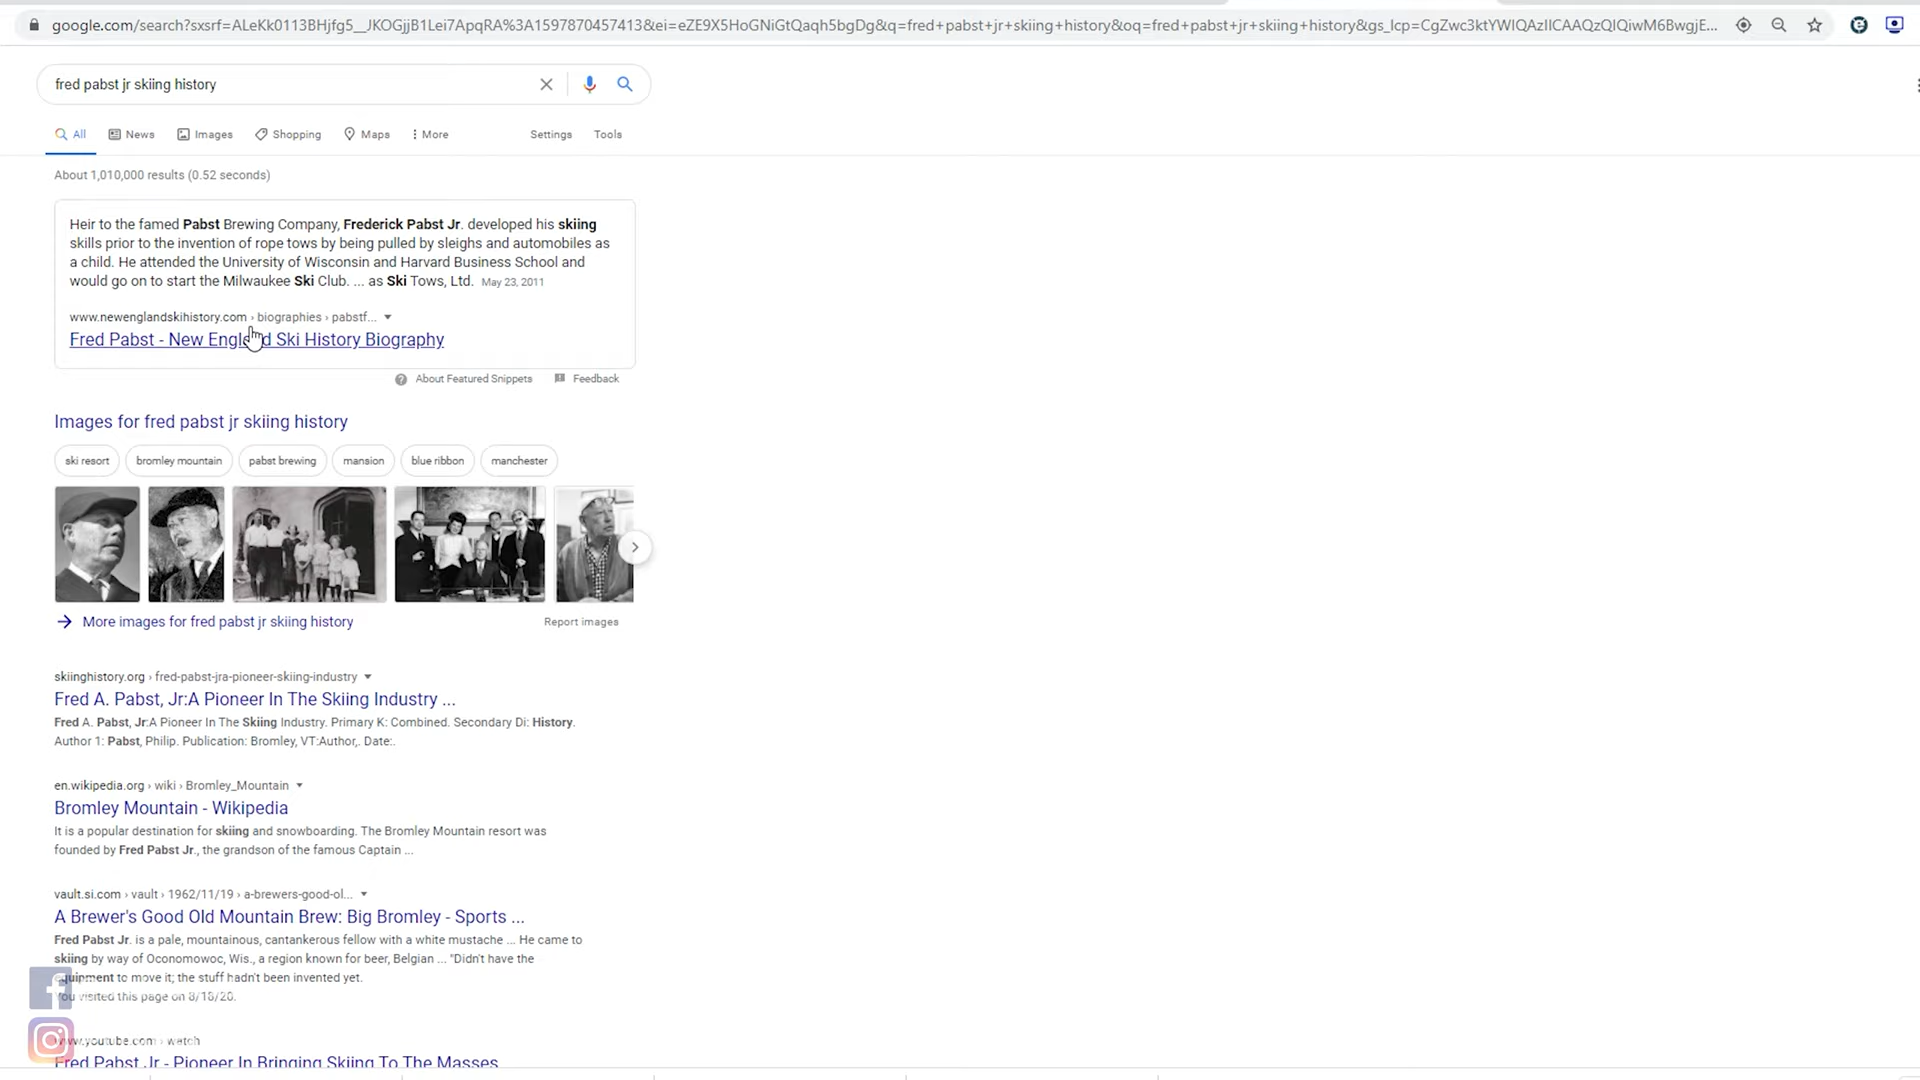 google.com/search?sxsrf=ALeKk0113BHjfg5__JKOGjjB1Lei7ApqRA%3A1597870457413&ei=eZE9X5HoGNiGtQaqh5bgDg&q=fred+pabst+jr+skiing+history&oq=fred+pabst+jr+skiing+history&gs_lcp=CgZwc3ktYWIQAzIICAAQzQIQiwM6BwgjE...
fred pabst jr skiing history
All News Images Shopping Maps More Settings Tools
About 1,010,000 results (0.52 seconds)
Heir to the famed Pabst Brewing Company, Frederick Pabst Jr. developed his skiing
skills prior to the invention of rope tows by being pulled by sleighs and automobiles as
a child. He attended the University of Wisconsin and Harvard Business School and
would go on to start the Milwaukee Ski Club. ... as Ski Tows, Ltd. May 23, 2011
www.newenglandskihistory.com › biographies › pabstf...
Fred Pabst - New England Ski History Biography
About Featured Snippets Feedback
Images for fred pabst jr skiing history
ski resort bromley mountain pabst brewing mansion blue ribbon manchester
More images for fred pabst jr skiing history Report images
skiinghistory.org › fred-pabst-jra-pioneer-skiing-industry
Fred A. Pabst, Jr:A Pioneer In The Skiing Industry ...
Fred A. Pabst, Jr:A Pioneer In The Skiing Industry. Primary K: Combined. Secondary Di: History.
Author 1: Pabst, Philip. Publication: Bromley, VT:Author,. Date:.
en.wikipedia.org › wiki › Bromley_Mountain
Bromley Mountain - Wikipedia
It is a popular destination for skiing and snowboarding. The Bromley Mountain resort was
founded by Fred Pabst Jr., the grandson of the famous Captain ...
vault.si.com › vault › 1962/11/19 › a-brewers-good-ol...
A Brewer's Good Old Mountain Brew: Big Bromley - Sports ...
Fred Pabst Jr. is a pale, mountainous, cantankerous fellow with a white mustache ... He came to
skiing by way of Oconomowoc, Wis., a region known for beer, Belgian ... "Didn't have the
equipment to move it; the stuff hadn't been invented yet.
You visited this page on 8/18/20.
www.youtube.com › watch
Fred Pabst Jr - Pioneer In Bringing Skiing To The Masses